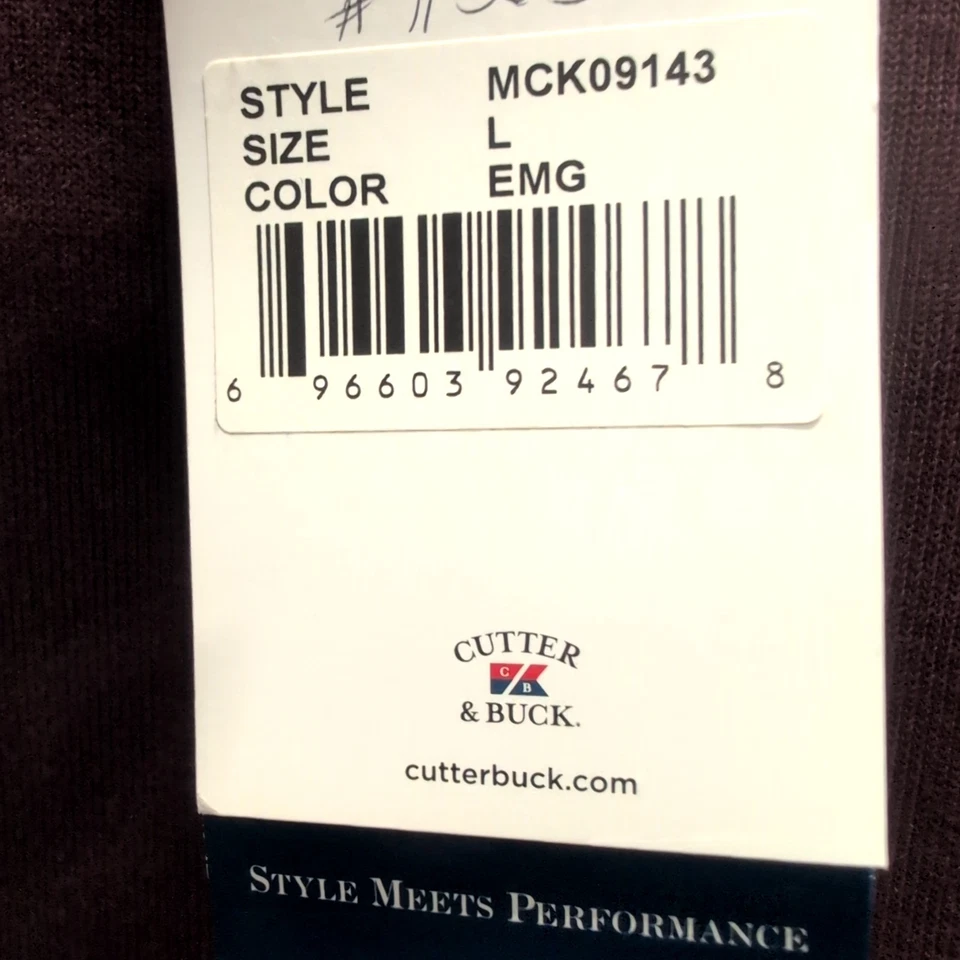 STYLE MCK09143
SIZE L
COLOR EMG
6 96603 92467 8
CUTTER
C
B
& BUCK.
cutterbuck.com
STYLE MEETS PERFORMANCE